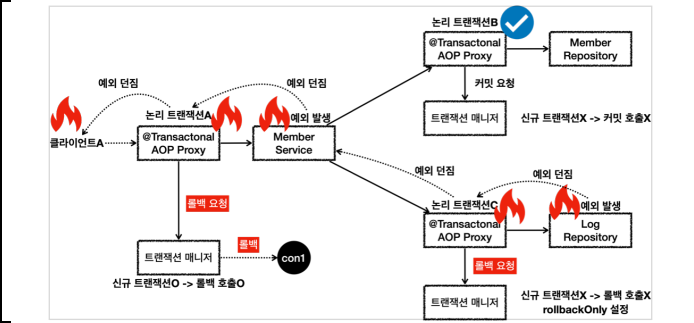 논리 트랜잭션B
@Transactonal
AOP Proxy
Member
Repository
커밋 요청
트랜잭션 매니저
신규 트랜잭션X -> 커밋 호출X
예외 던짐
예외 던짐
논리 트랜잭션A
예외 발생
클라이언트A
@Transactonal
AOP Proxy
Member
Service
예외 던짐
예외 던짐
논리 트랜잭션C
예외 발생
@Transactonal
AOP Proxy
Log
Repository
롤백 요청
롤백
트랜잭션 매니저
con1
신규 트랜잭션O -> 롤백 호출O
롤백 요청
트랜잭션 매니저
신규 트랜잭션X -> 롤백 호출X
rollbackOnly 설정